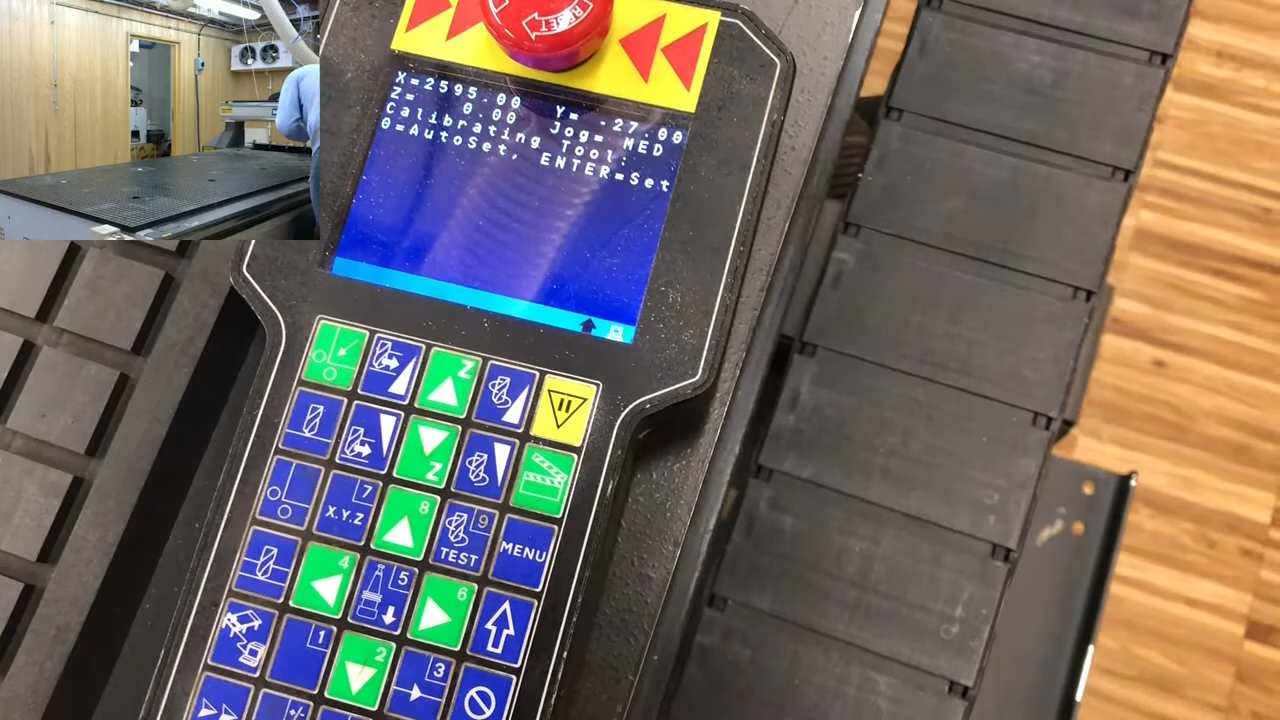 RESET
X=2595.00 Y= -27.00
Z= 0.00 Jog= MED
Calibrating Tool:
0=AutoSet, ENTER=Set
Z
Z
7
X.Y.Z
8
9
TEST
MENU
4
5
6
1
2
3
+/-